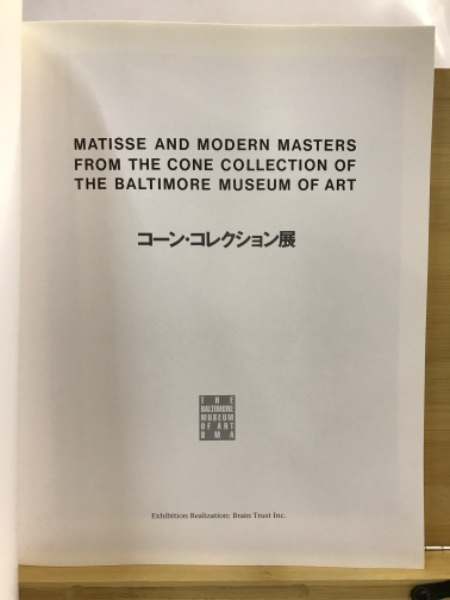 MATISSE AND MODERN MASTERS
FROM THE CONE COLLECTION OF
THE BALTIMORE MUSEUM OF ART
コーン・コレクション展
THE
BALTIMORE
MUSEUM
OF ART
BMA
Exhibition Realization: Brain Trust Inc.